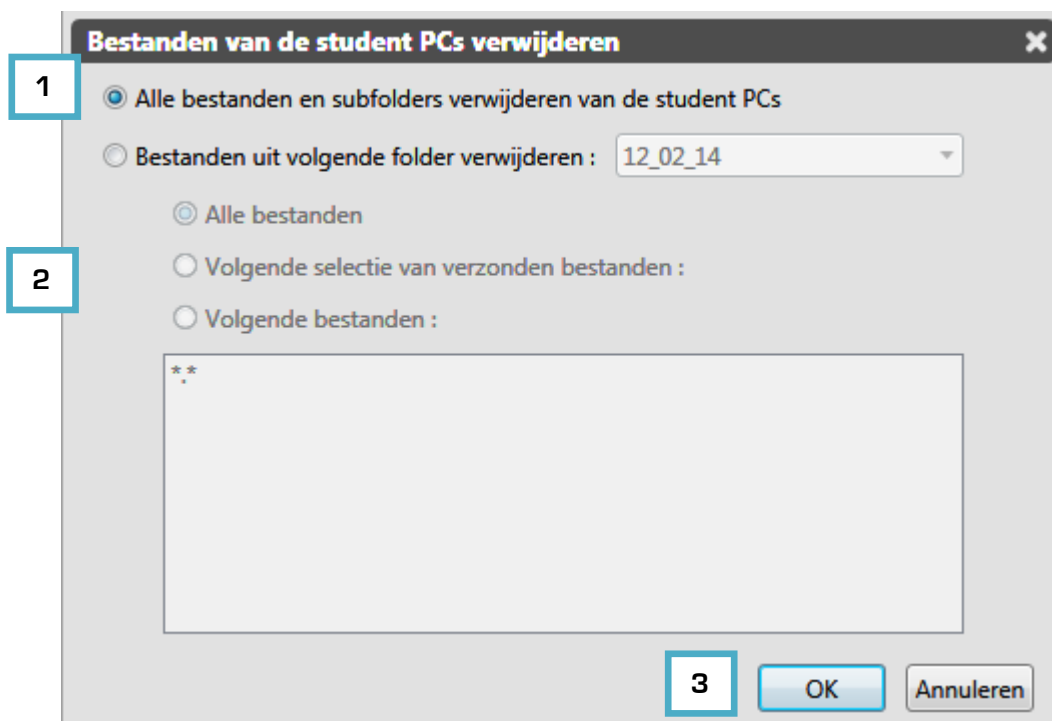 Bestanden van de student PCs verwijderen
1
Alle bestanden en subfolders verwijderen van de student PCs
Bestanden uit volgende folder verwijderen : 12_02_14
Alle bestanden
2
Volgende selectie van verzonden bestanden :
Volgende bestanden :
*.*
3
OK Annuleren